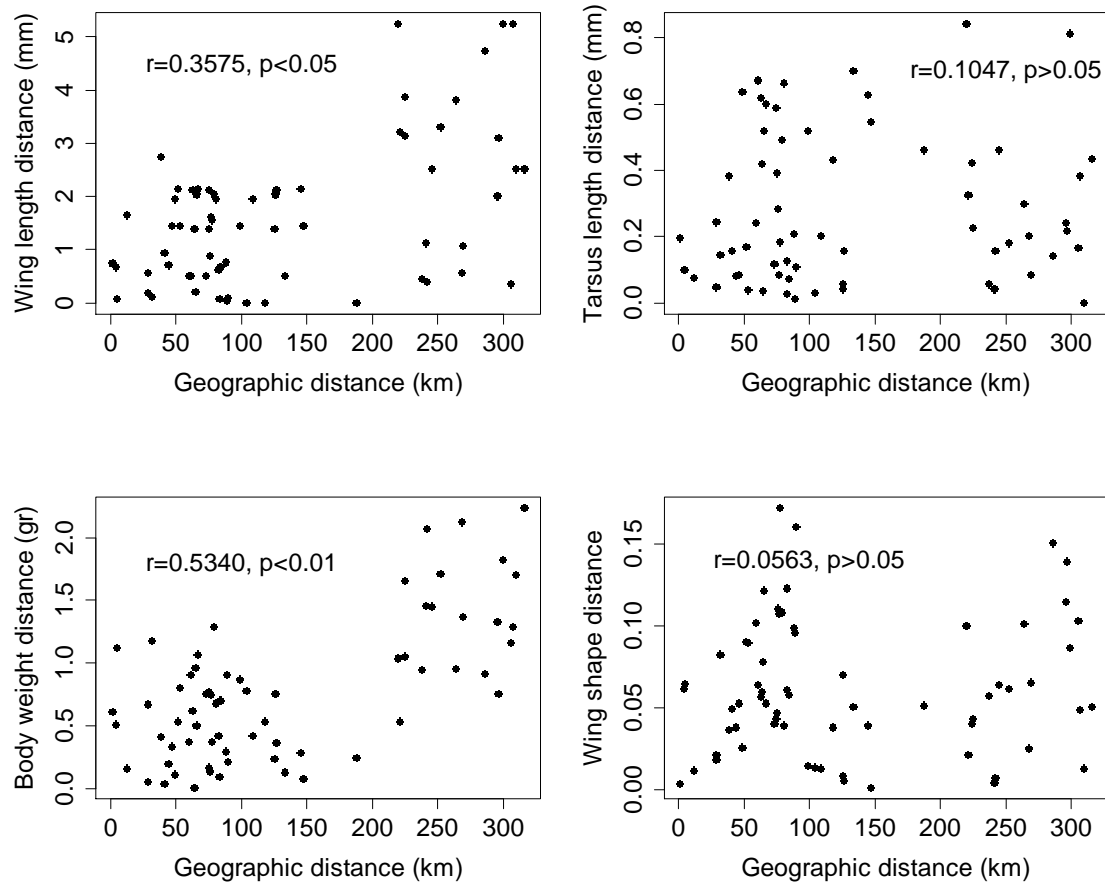 Wing length distance (mm)
0 1 2 3 4 5
r=0.3575, p<0.05
0 50 100 150 200 250 300
Geographic distance (km)
Tarsus length distance (mm)
0.0 0.2 0.4 0.6 0.8
r=0.1047, p>0.05
0 50 100 150 200 250 300
Geographic distance (km)
Body weight distance (gr)
0.0 0.5 1.0 1.5 2.0
r=0.5340, p<0.01
0 50 100 150 200 250 300
Geographic distance (km)
Wing shape distance
0.00 0.05 0.10 0.15
r=0.0563, p>0.05
0 50 100 150 200 250 300
Geographic distance (km)